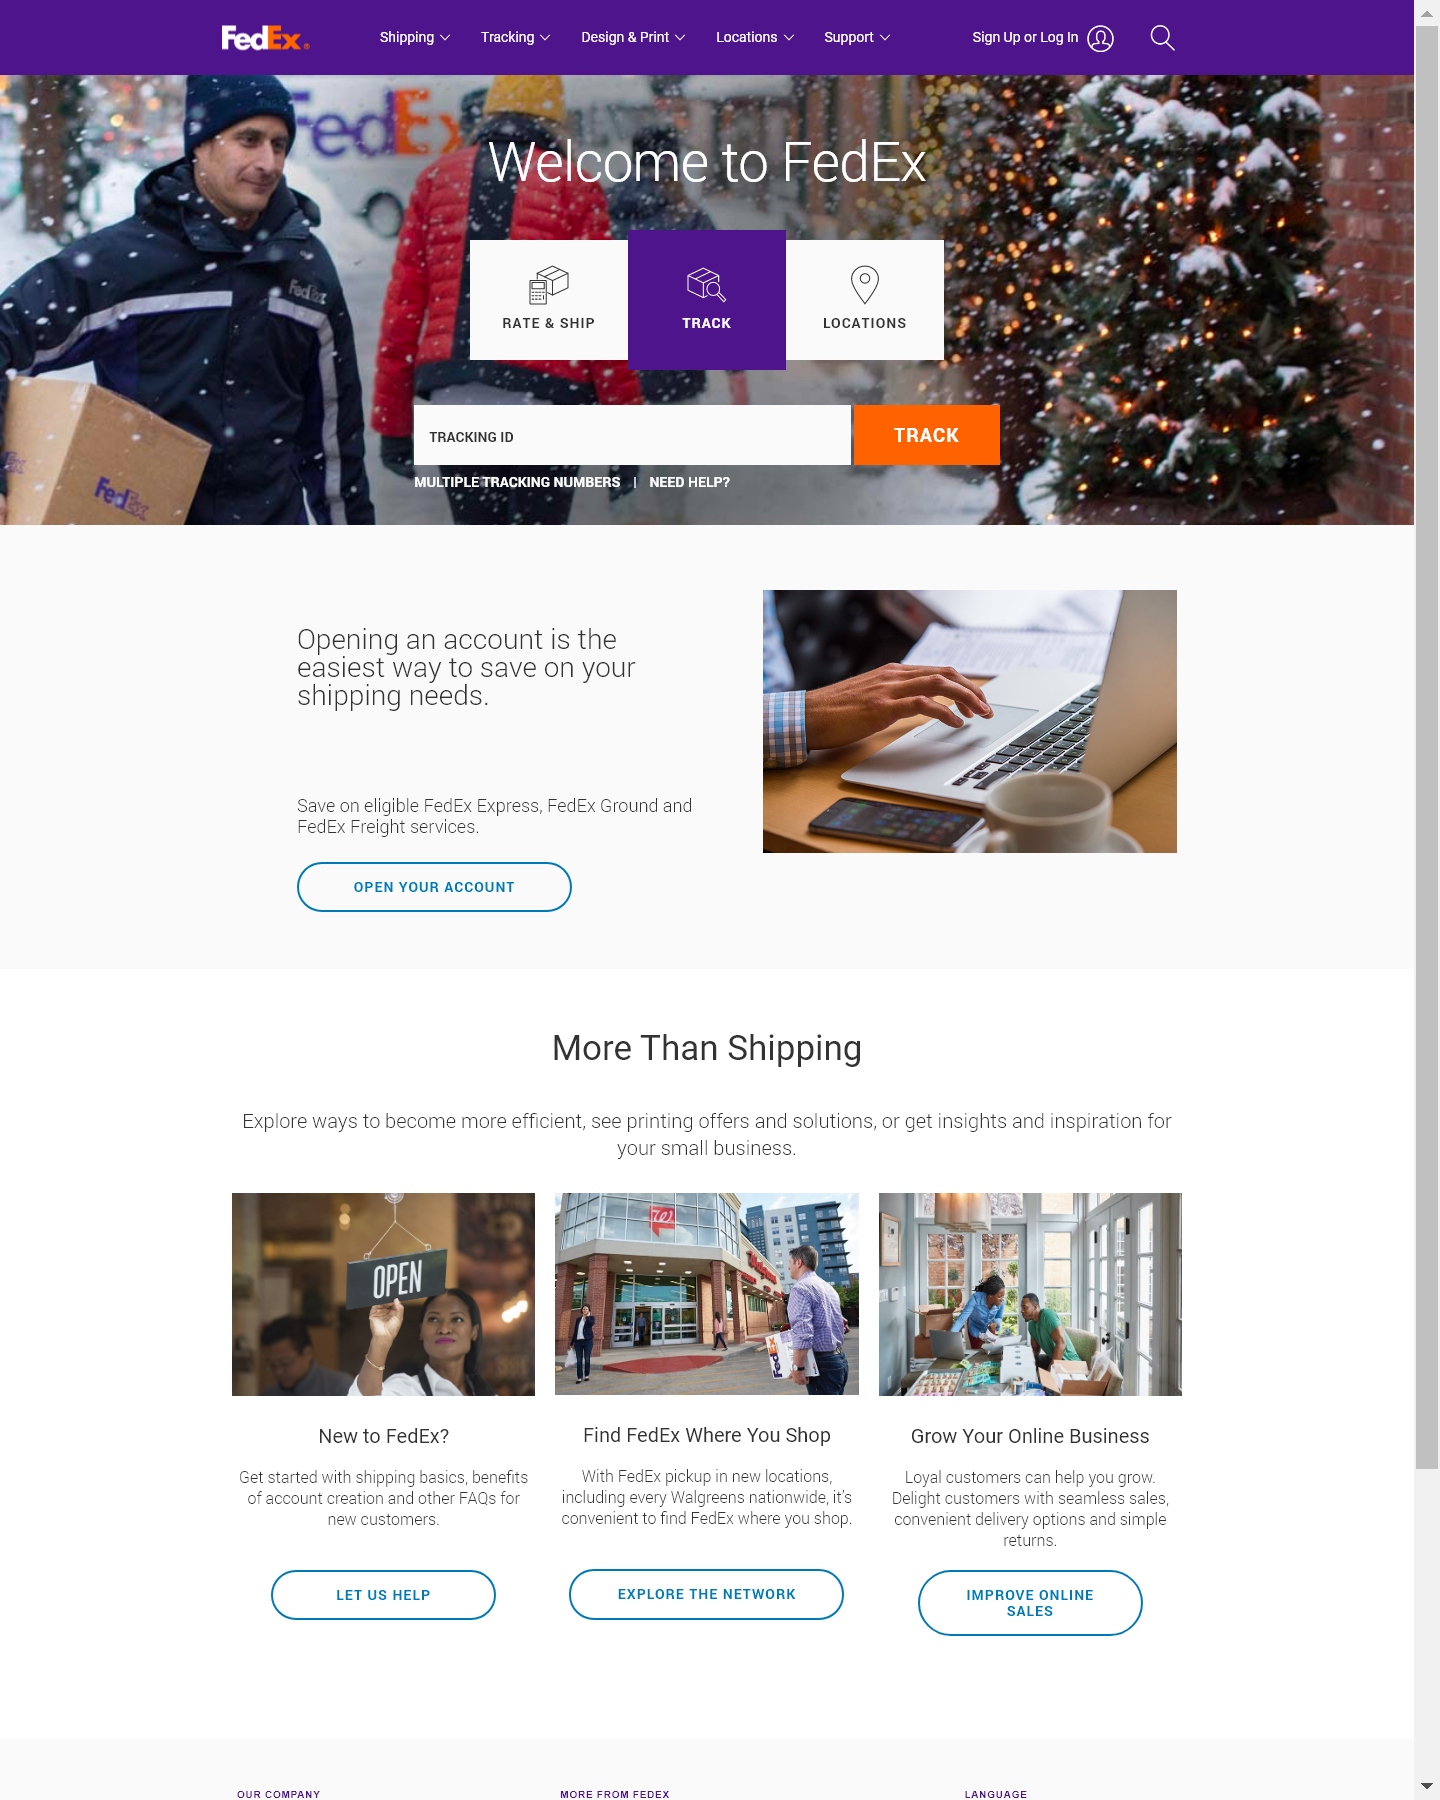 FedEx®
Shipping
Tracking
Design & Print
Locations
Support
Sign Up or Log In
FedEx
Welcome to FedEx
FedEx
RATE & SHIP
TRACK
LOCATIONS
TRACKING ID
TRACK
MULTIPLE TRACKING NUMBERS | NEED HELP?
FedEx
Opening an account is the
easiest way to save on your
shipping needs.
Save on eligible FedEx Express, FedEx Ground and
FedEx Freight services.
OPEN YOUR ACCOUNT
More Than Shipping
Explore ways to become more efficient, see printing offers and solutions, or get insights and inspiration for
your small business.
OPEN
W
Walgreens
FedEx
New to FedEx?
Get started with shipping basics, benefits
of account creation and other FAQs for
new customers.
LET US HELP
Find FedEx Where You Shop
With FedEx pickup in new locations,
including every Walgreens nationwide, it's
convenient to find FedEx where you shop.
EXPLORE THE NETWORK
Grow Your Online Business
Loyal customers can help you grow.
Delight customers with seamless sales,
convenient delivery options and simple
returns.
IMPROVE ONLINE
SALES
OUR COMPANY
MORE FROM FEDEX
LANGUAGE